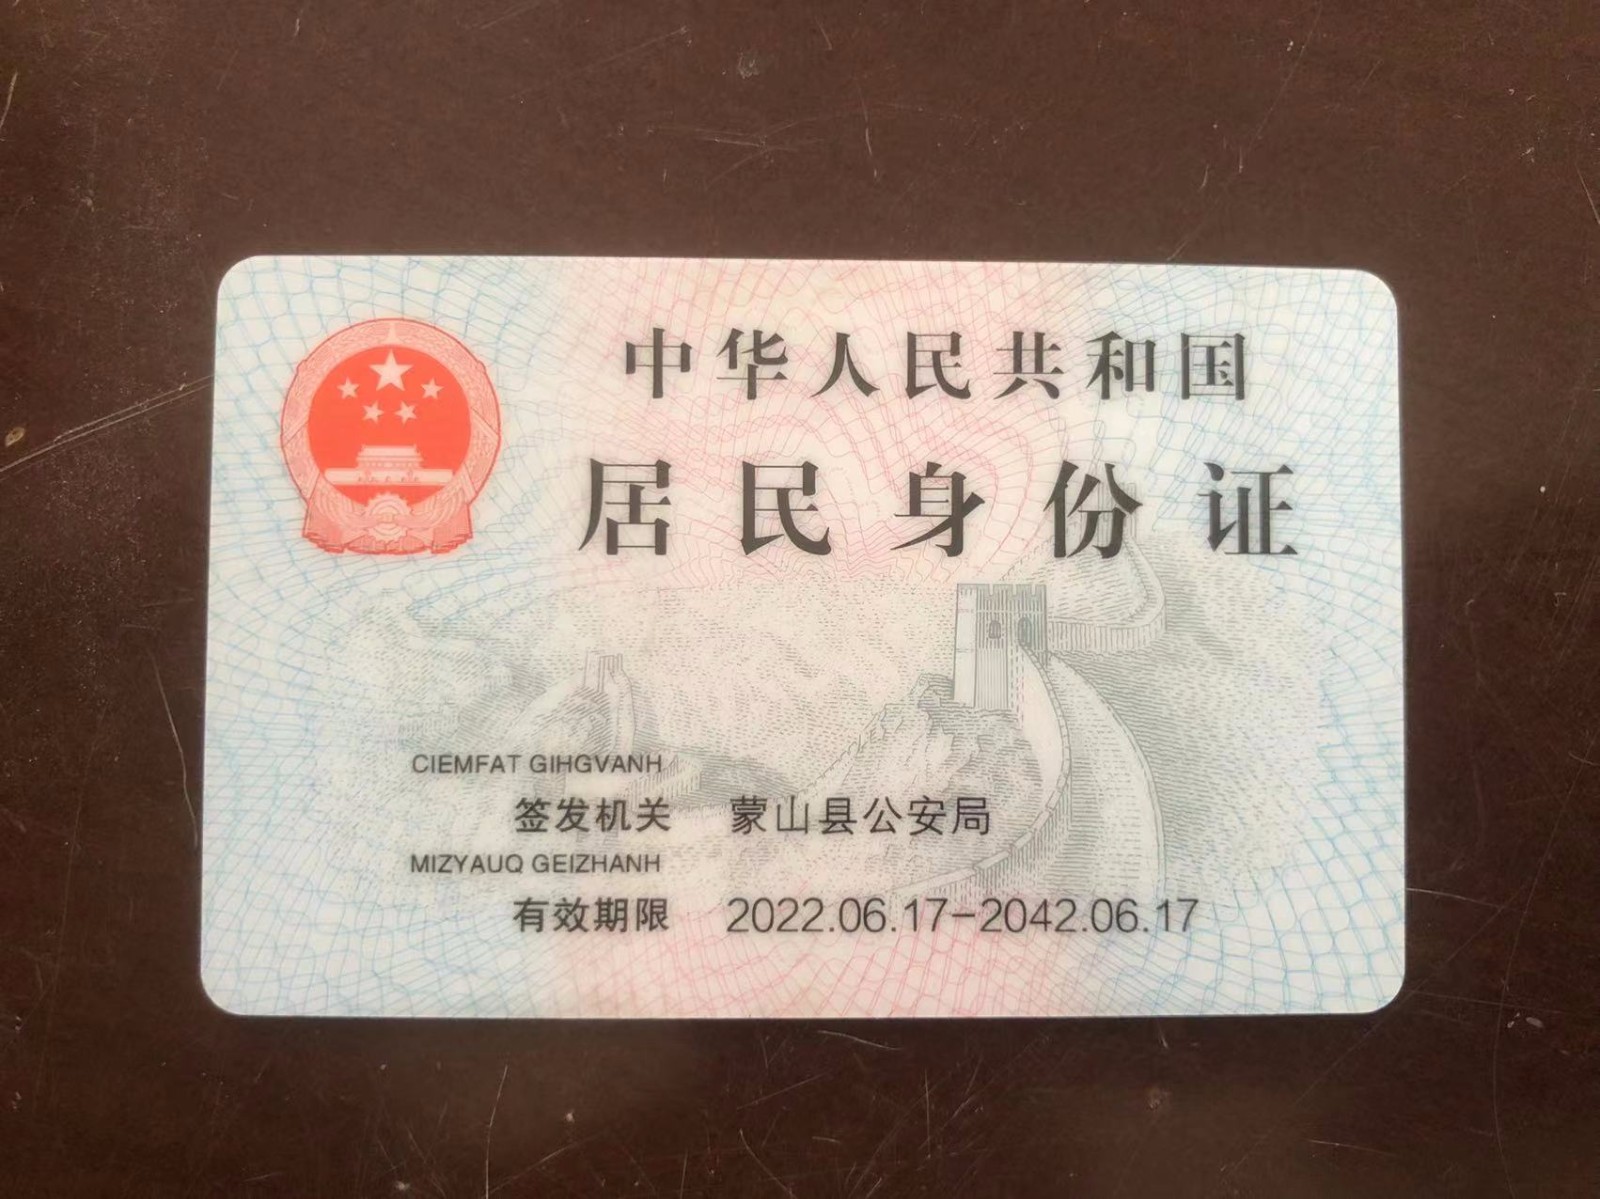 中华人民共和国
居民身份证
CIEMFAT GIHGVANH
签发机关 蒙山县公安局
MIZYAUQ GEIZHANH
有效期限 2022.06.17-2042.06.17